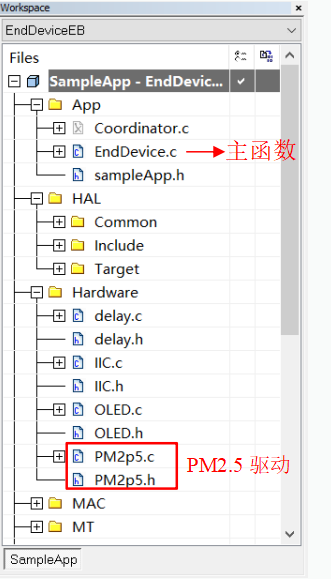 Workspace
EndDeviceEB
Files
SampleApp - EndDevic...
App
Coordinator.c
EndDevice.c 主函数
sampleApp.h
HAL
Common
Include
Target
Hardware
delay.c
delay.h
IIC.c
IIC.h
OLED.c
OLED.h
PM2p5.c
PM2p5.h
PM2.5 驱动
MAC
MT
SampleApp